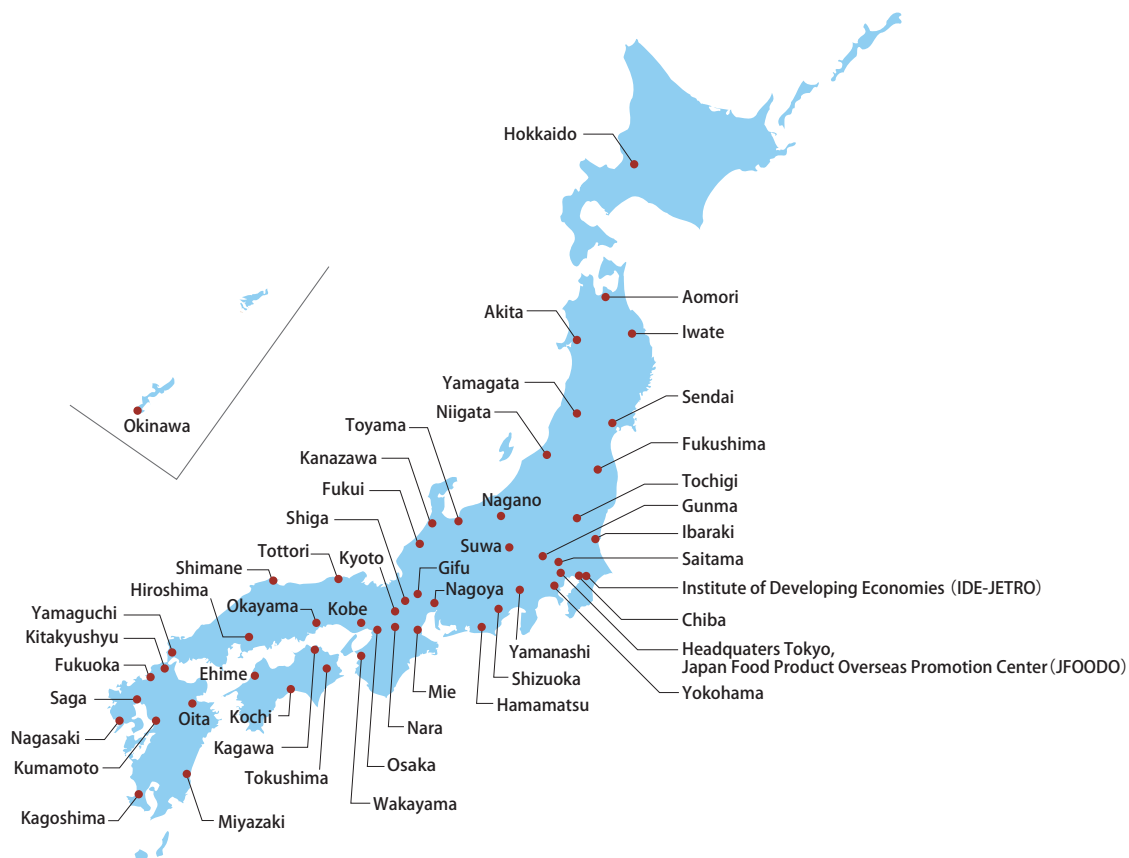 Hokkaido
Aomori
Akita
Iwate
Yamagata
Sendai
Niigata
Toyama
Fukushima
Kanazawa
Tochigi
Fukui
Nagano
Gunma
Shiga
Ibaraki
Suwa
Saitama
Tottori
Kyoto
Gifu
Shimane
Institute of Developing Economies (IDE-JETRO)
Hiroshima
Nagoya
Okayama
Kobe
Yamaguchi
Chiba
Kitakyushu
Headquaters Tokyo,
Japan Food Product Overseas Promotion Center (JFOODO)
Yamanashi
Fukuoka
Ehime
Shizuoka
Mie
Yokohama
Saga
Hamamatsu
Oita
Kochi
Nara
Nagasaki
Kagawa
Osaka
Kumamoto
Tokushima
Wakayama
Kagoshima
Miyazaki
Okinawa